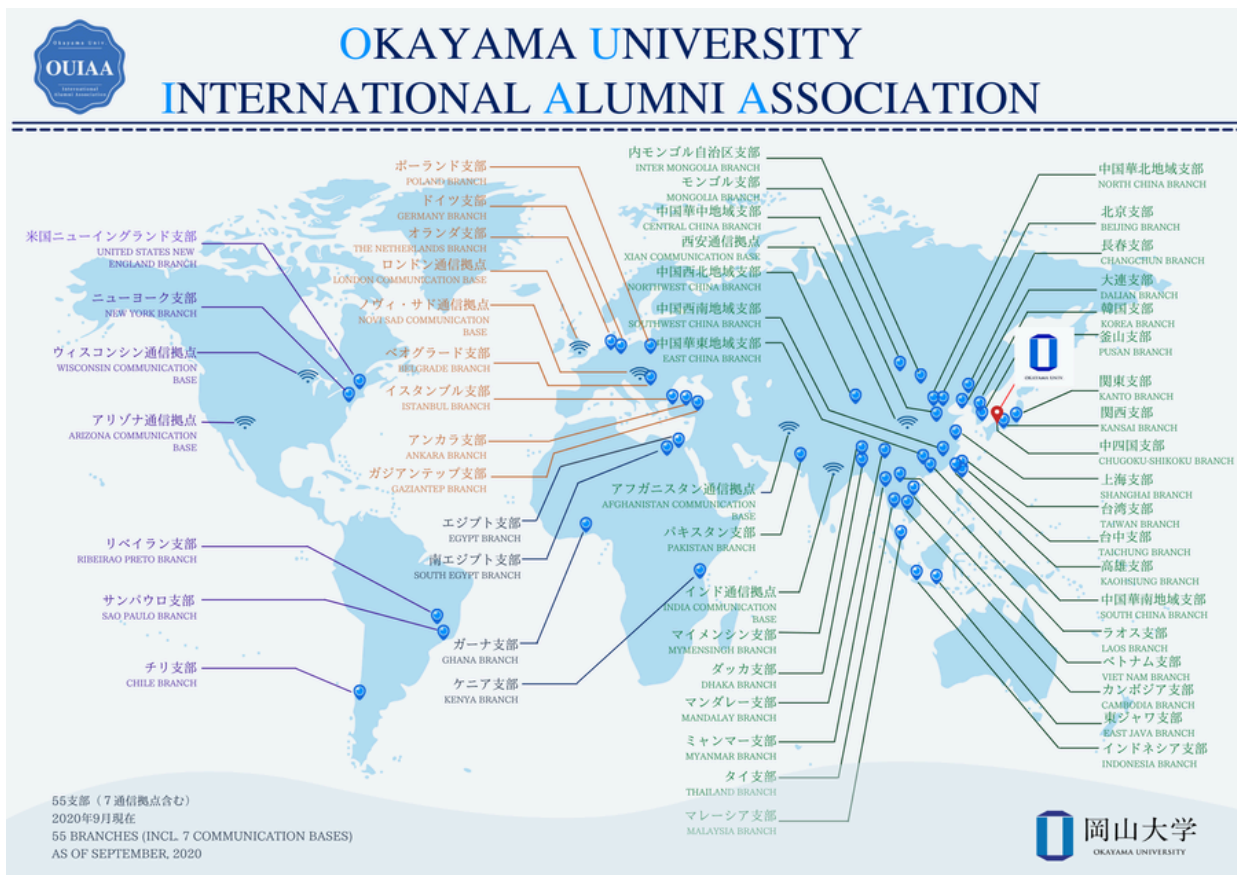 Okayama Univ.
OUIAA
International
Alumni Association
OKAYAMA UNIVERSITY
INTERNATIONAL ALUMNI ASSOCIATION
米国ニューイングランド支部
UNITED STATES NEW
ENGLAND BRANCH
ニューヨーク支部
NEW YORK BRANCH
ウィスコンシン通信拠点
WISCONSIN COMMUNICATION
BASE
アリゾナ通信拠点
ARIZONA COMMUNICATION
BASE
リベイラン支部
RIBEIRAO PRETO BRANCH
サンパウロ支部
SAO PAULO BRANCH
チリ支部
CHILE BRANCH
ポーランド支部
POLAND BRANCH
ドイツ支部
GERMANY BRANCH
オランダ支部
THE NETHERLANDS BRANCH
ロンドン通信拠点
LONDON COMMUNICATION BASE
ノヴィ・サド通信拠点
NOVI SAD COMMUNICATION
BASE
ベオグラード支部
BELGRADE BRANCH
イスタンブル支部
ISTANBUL BRANCH
アンカラ支部
ANKARA BRANCH
ガジアンテップ支部
GAZIANTEP BRANCH
エジプト支部
EGYPT BRANCH
南エジプト支部
SOUTH EGYPT BRANCH
ガーナ支部
GHANA BRANCH
ケニア支部
KENYA BRANCH
内モンゴル自治区支部
INTER MONGOLIA BRANCH
モンゴル支部
MONGOLIA BRANCH
中国華中地域支部
CENTRAL CHINA BRANCH
西安通信拠点
XIAN COMMUNICATION BASE
中国西北地域支部
NORTHWEST CHINA BRANCH
中国西南地域支部
SOUTHWEST CHINA BRANCH
中国華東地域支部
EAST CHINA BRANCH
アフガニスタン通信拠点
AFGHANISTAN COMMUNICATION
BASE
パキスタン支部
PAKISTAN BRANCH
インド通信拠点
INDIA COMMUNICATION
BASE
マイメンシン支部
MYMENSINGH BRANCH
ダッカ支部
DHAKA BRANCH
マンダレー支部
MANDALAY BRANCH
ミャンマー支部
MYANMAR BRANCH
タイ支部
THAILAND BRANCH
マレーシア支部
MALAYSIA BRANCH
中国華北地域支部
NORTH CHINA BRANCH
北京支部
BEIJING BRANCH
長春支部
CHANGCHUN BRANCH
大連支部
DALIAN BRANCH
韓国支部
KOREA BRANCH
釜山支部
PUSAN BRANCH
OKAYAMA UNIV.
関東支部
KANTO BRANCH
関西支部
KANSAI BRANCH
中四国支部
CHUGOKU-SHIKOKU BRANCH
上海支部
SHANGHAI BRANCH
台湾支部
TAIWAN BRANCH
台中支部
TAICHUNG BRANCH
高雄支部
KAOHSIUNG BRANCH
中国華南地域支部
SOUTH CHINA BRANCH
ラオス支部
LAOS BRANCH
ベトナム支部
VIET NAM BRANCH
カンボジア支部
CAMBODIA BRANCH
東ジャワ支部
EAST JAVA BRANCH
インドネシア支部
INDONESIA BRANCH
55支部（７通信拠点含む）
2020年9月現在
55 BRANCHES (INCL. 7 COMMUNICATION BASES)
AS OF SEPTEMBER, 2020
岡山大学
OKAYAMA UNIVERSITY